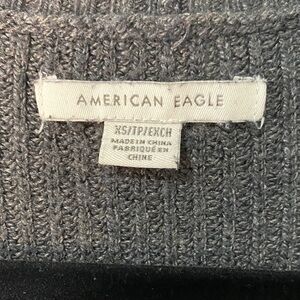 AMERICAN EAGLE
XS/TP/EXCH
MADE IN CHINA
FABRIQUÉ EN
CHINE